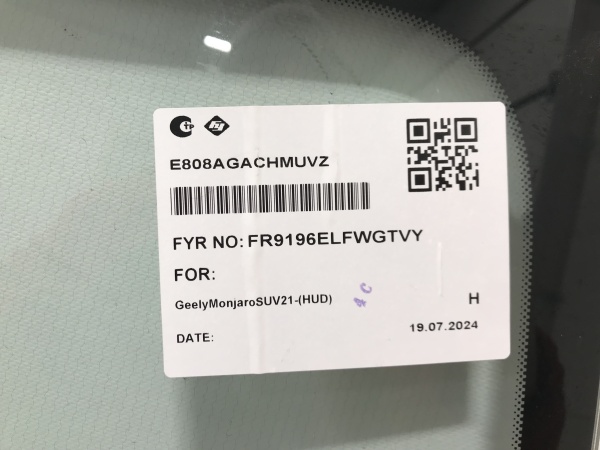 E808AGACHMUVZ
FYR NO: FR9196ELFWGTVY
FOR:
GeelyMonjaroSUV21-(HUD)
4C
H
DATE:
19.07.2024